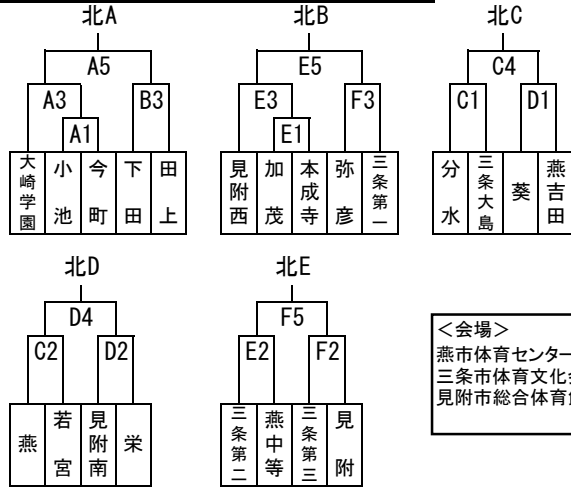 北A
A5
A3 B3
A1
大崎学園 小池 今町 下田 田上
北B
E5
E3 F3
E1
見附西 加茂 本成寺 弥彦 三条第一
北C
C4
C1 D1
分水 三条大島 葵 燕吉田
北D
D4
C2 D2
燕 若宮 見附南 栄
北E
F5
E2 F2
三条第二 燕中等 三条第三 見附
＜会場＞
燕市体育センター
三条市体育文化
見附市総合体育